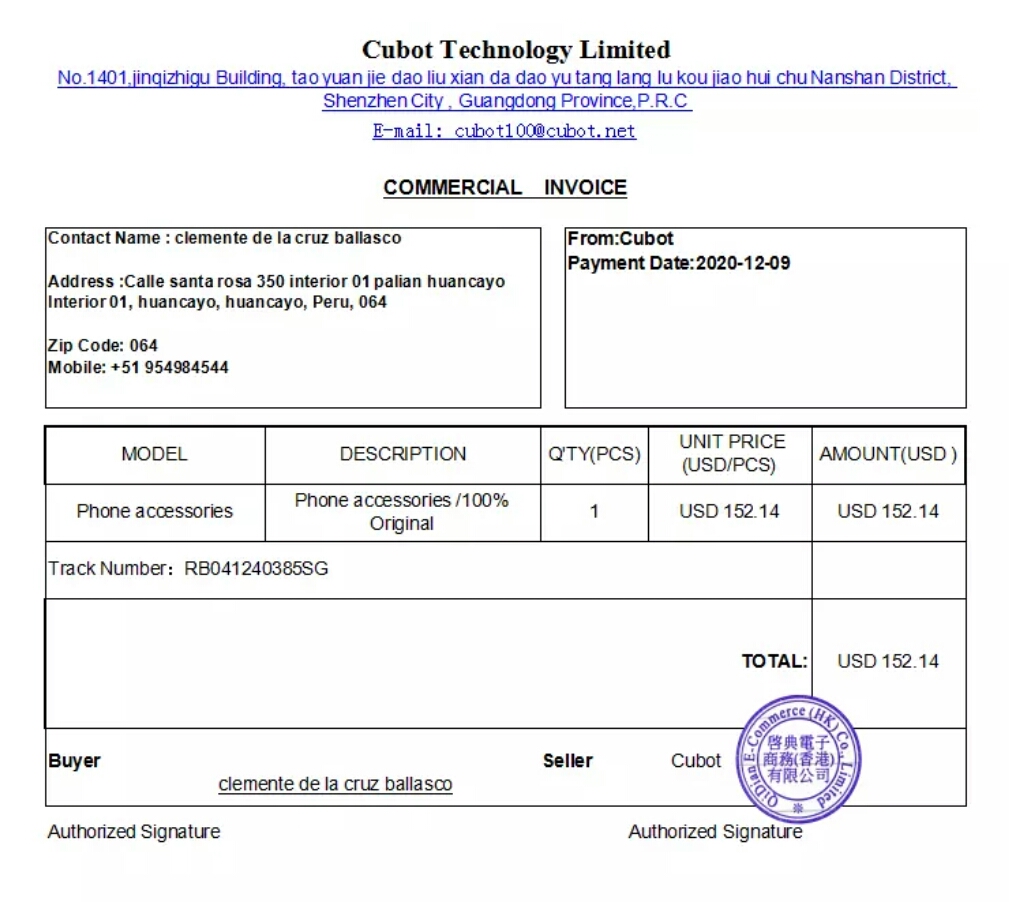 Cubot Technology Limited
No.1401,jinqizhigu Building, tao yuan jie dao liu xian da dao yu tang lang lu kou jiao hui chu Nanshan District,
Shenzhen City , Guangdong Province,P.R.C
E-mail: cubot100@cubot.net
COMMERCIAL INVOICE
Contact Name : clemente de la cruz ballasco
Address :Calle santa rosa 350 interior 01 palian huancayo
Interior 01, huancayo, huancayo, Peru, 064
Zip Code: 064
Mobile: +51 954984544
From:Cubot
Payment Date:2020-12-09
MODEL DESCRIPTION Q'TY(PCS) UNIT PRICE (USD/PCS) AMOUNT(USD )
Phone accessories Phone accessories /100% Original 1 USD 152.14 USD 152.14
Track Number：RB041240385SG
TOTAL: USD 152.14
Buyer
clemente de la cruz ballasco
Seller Cubot
QiDian E-Commerce (HK) Co., Limited
啓典電子
商務(香港)
有限公司
Authorized Signature Authorized Signature